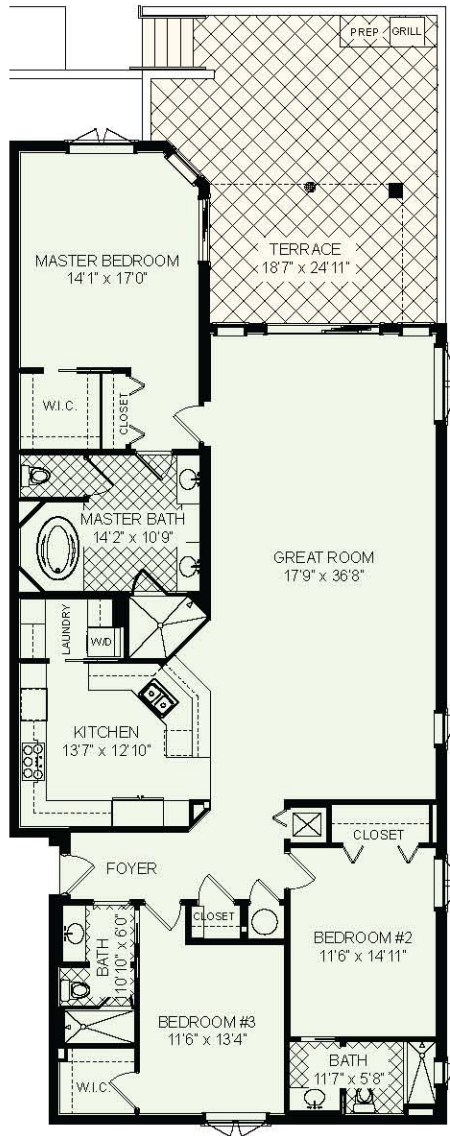 PREP
GRILL
TERRACE
18'7" x 24'11"
MASTER BEDROOM
14'1" x 17'0"
W.I.C.
CLOSET
MASTER BATH
14'2" x 10'9"
GREAT ROOM
17'9" x 36'8"
LAUNDRY
W/D
KITCHEN
13'7" x 12'10"
CLOSET
FOYER
CLOSET
BEDROOM #2
11'6" x 14'11"
BATH
10'10" x 6'0"
BEDROOM #3
11'6" x 13'4"
BATH
11'7" x 5'8"
W.I.C.